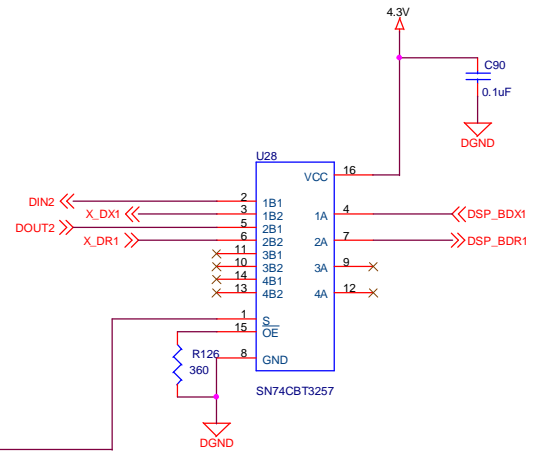 4.3V
C90
0.1uF
DGND
U28
VCC 16
DIN2 2 1B1 1A 4 DSP_BDX1
X_DX1 3 1B2
DOUT2 5 2B1
X_DR1 6 2B2 2A 7 DSP_BDR1
11 3B1
10 3B2 3A 9
14 4B1
13 4B2 4A 12
1 S
15 OE
R126
360
8 GND
SN74CBT3257
DGND